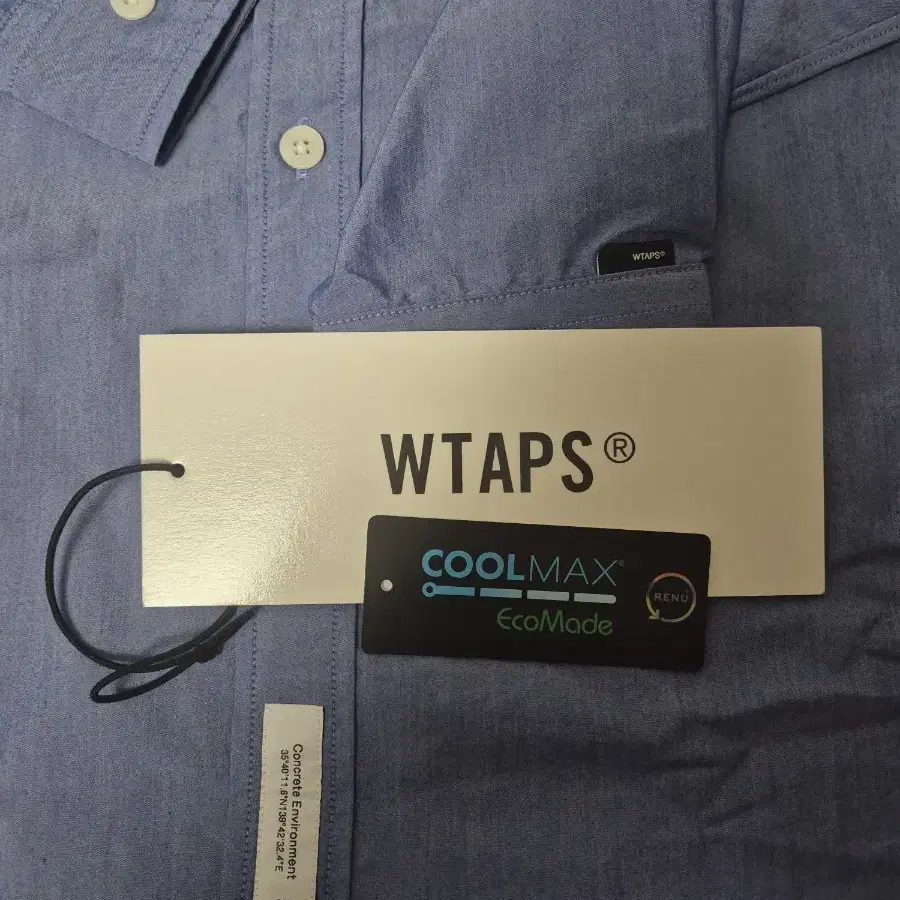 WTAPS®
WTAPS®
COOLMAX®
EcoMade
RENU
Concrete Environment
35°40'11.6"N139°42'32.4"E